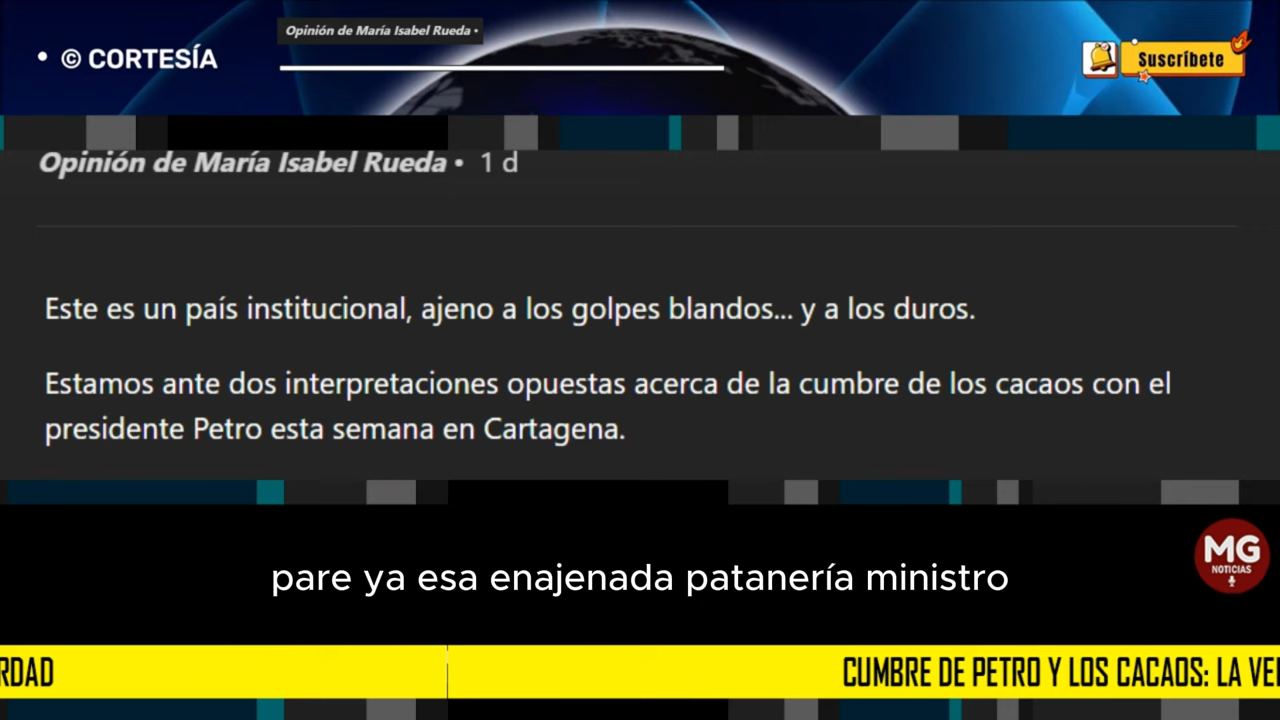 Opinión de María Isabel Rueda •
• © CORTESÍA
Suscríbete
Opinión de María Isabel Rueda • 1 d
Este es un país institucional, ajeno a los golpes blandos... y a los duros.
Estamos ante dos interpretaciones opuestas acerca de la cumbre de los cacaos con el
presidente Petro esta semana en Cartagena.
MG
NOTICIAS
pare ya esa enajenada patanería ministro
RDAD
CUMBRE DE PETRO Y LOS CACAOS: LA VE